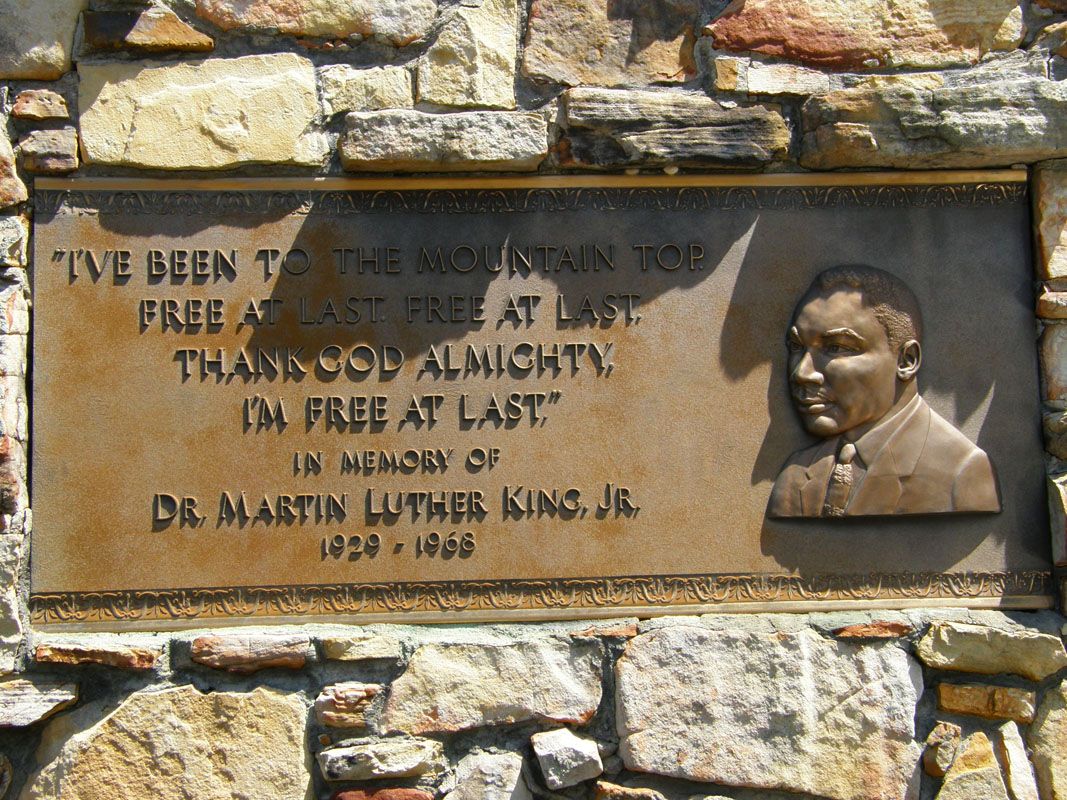 "I'VE BEEN TO THE MOUNTAIN TOP.
FREE AT LAST. FREE AT LAST,
THANK GOD ALMIGHTY,
I'M FREE AT LAST."
IN MEMORY OF
DR. MARTIN LUTHER KING, JR.
1929 - 1968